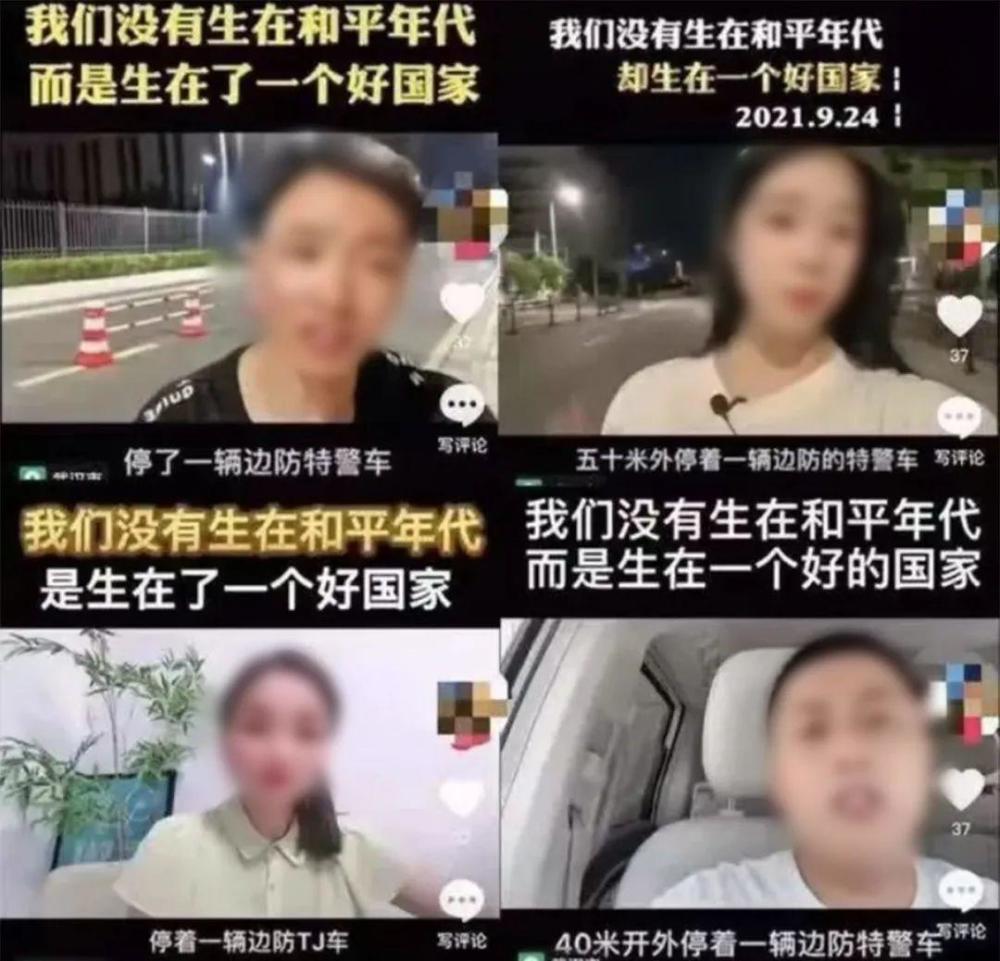 我们没有生在和平年代
而是生在了一个好国家
37
写评论
停了一辆边防特警车
武汉市
我们没有生在和平年代
却生在一个好国家
2021.9.24
37
写评论
五十米外停着一辆边防的特警车
我们没有生在和平年代
是生在了一个好国家
写评论
停着一辆边防TJ车
我们没有生在和平年代
而是生在一个好的国家
37
写评论
40米开外停着一辆边防特警车